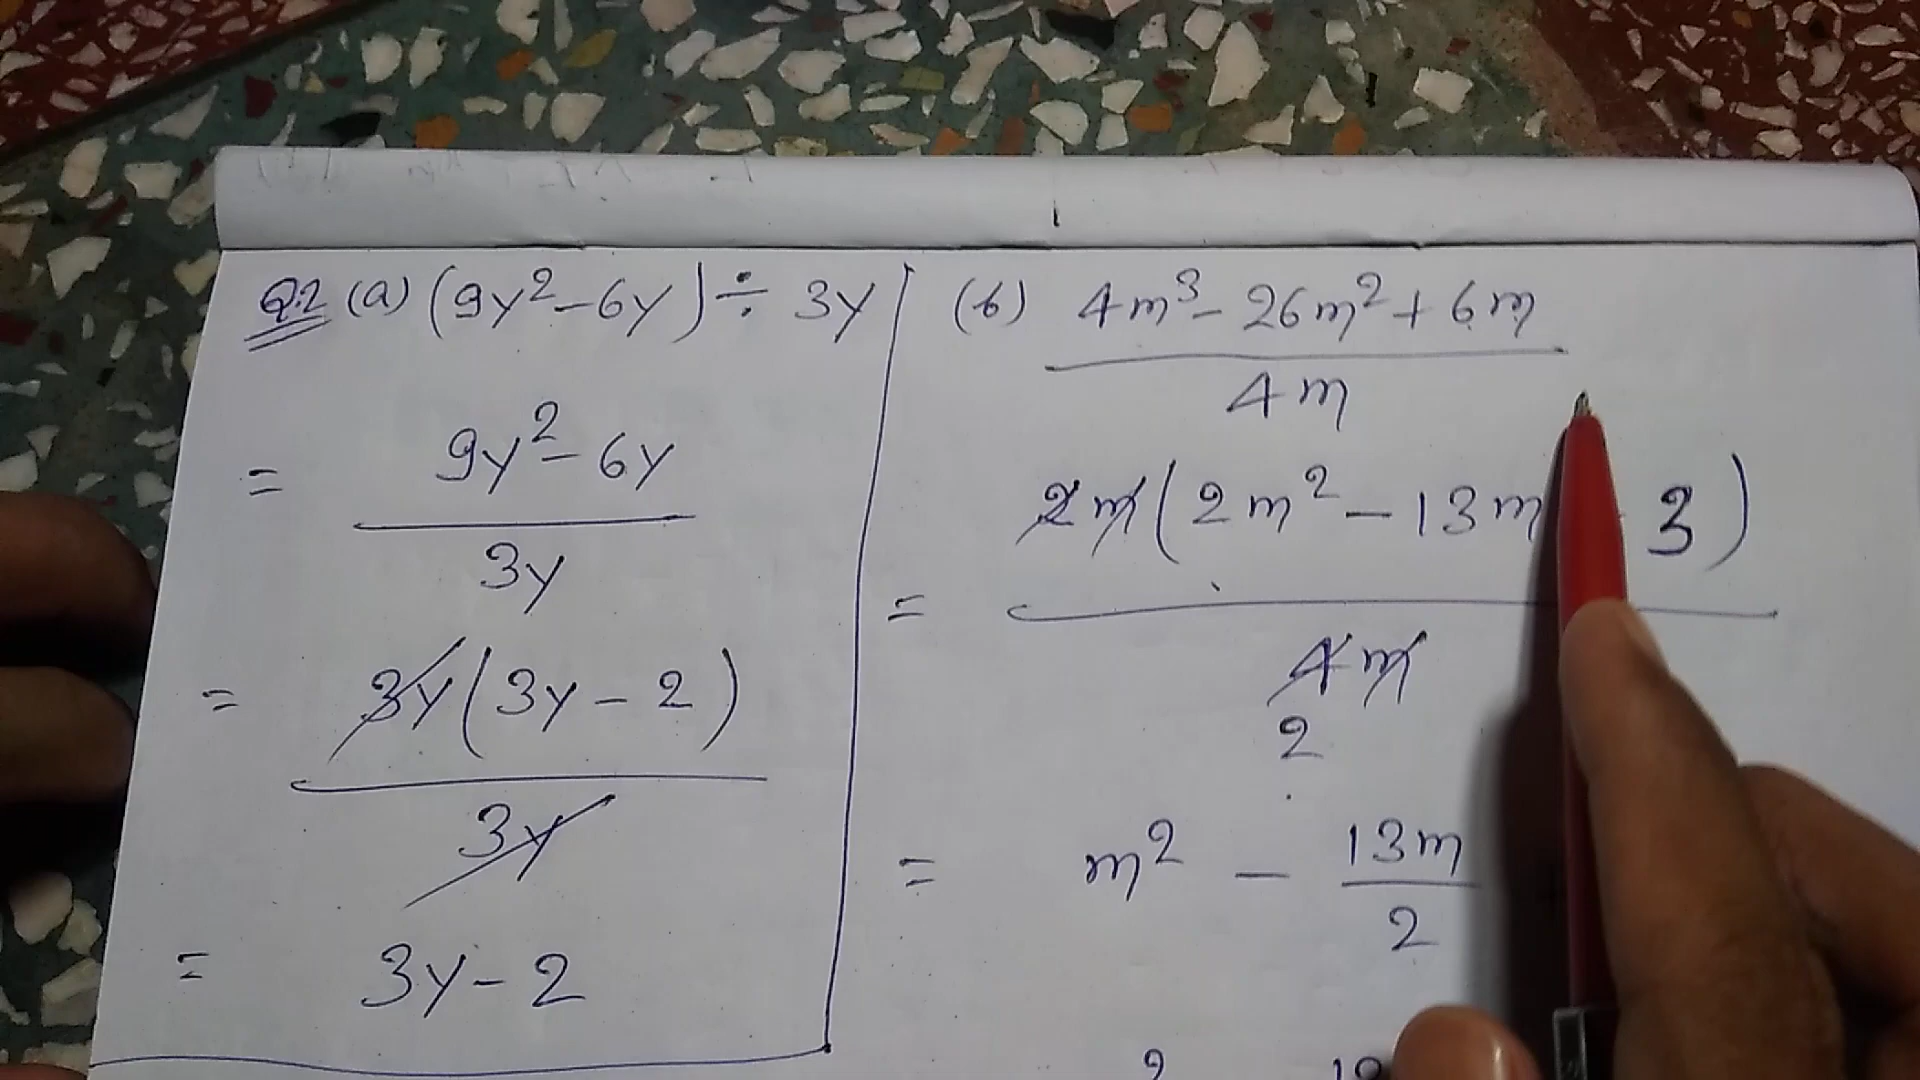 Q.2 (a) (9y² - 6y) ÷ 3y
= 9y² - 6y
3y
= 3y(3y - 2)
3y
= 3y - 2
(b) 4m³ - 26m² + 6m
4m
= 2m(2m² - 13m 3)
4m
2
= m² - 13m
2